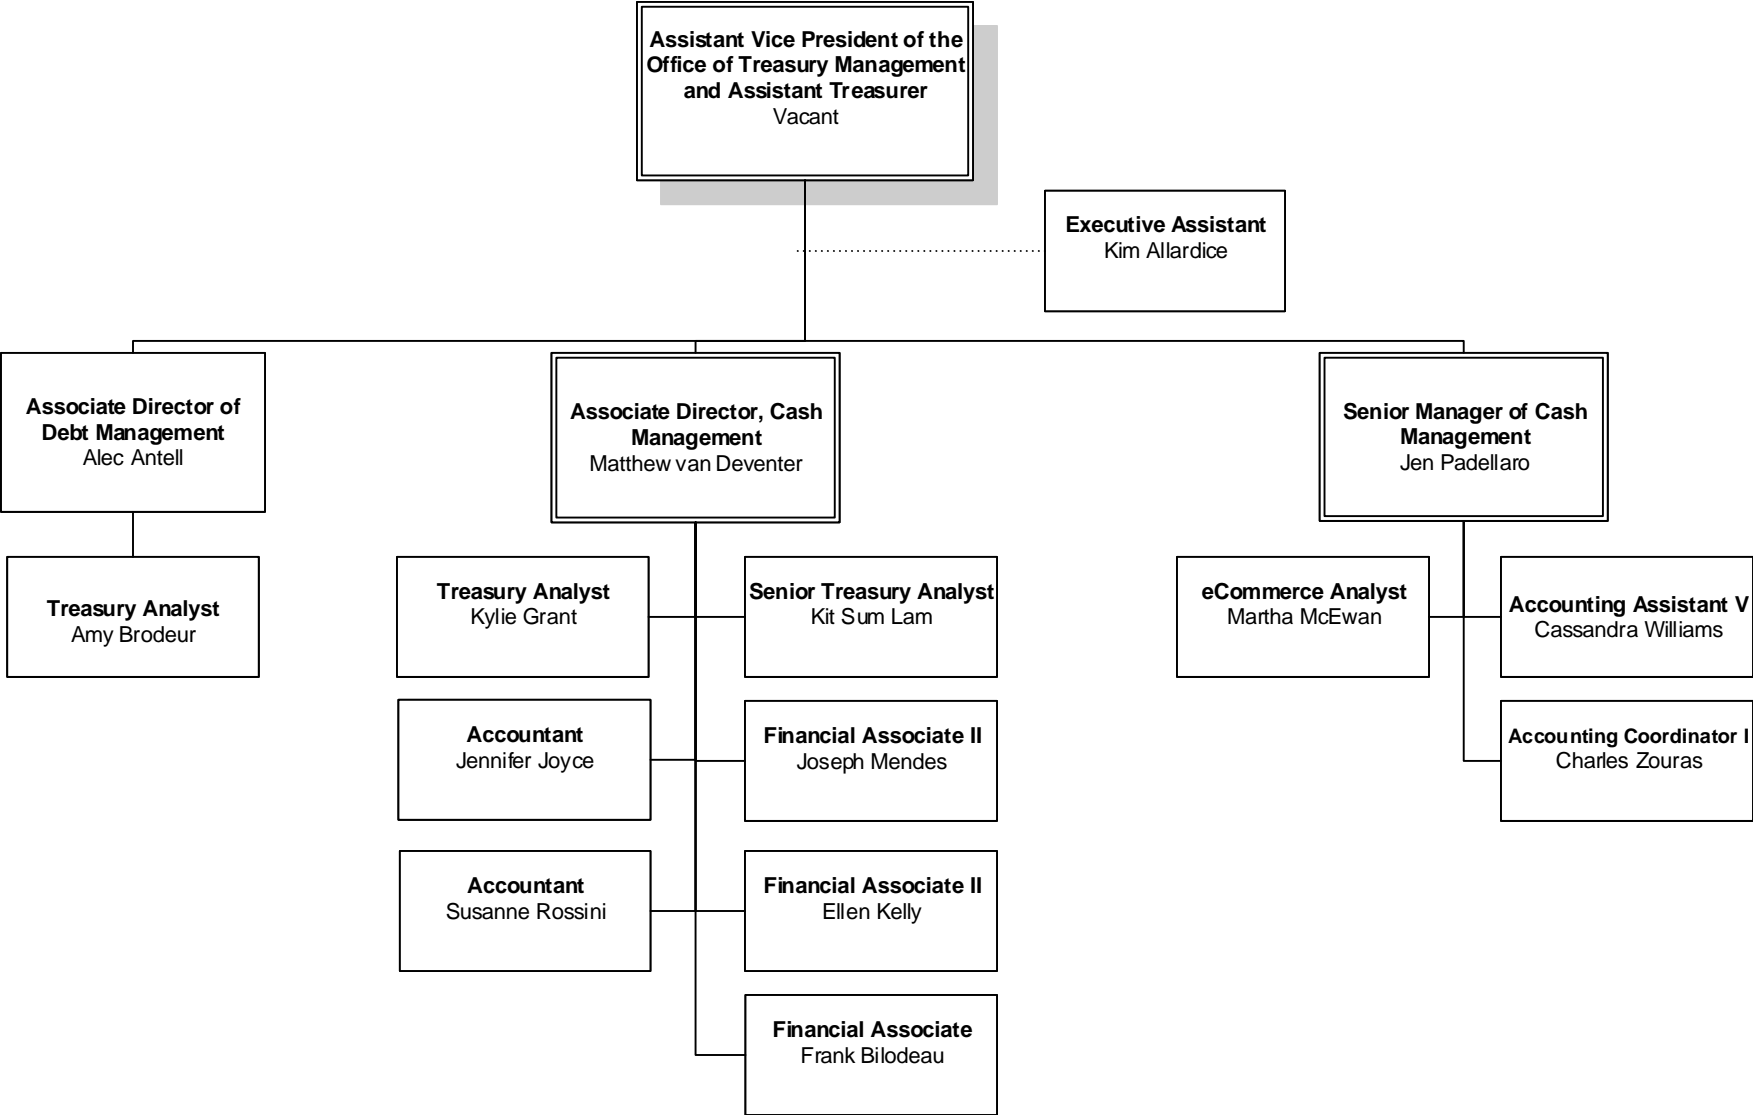 Assistant Vice President of the
Office of Treasury Management
and Assistant Treasurer
Vacant
Executive Assistant
Kim Allardice
Associate Director of
Debt Management
Alec Antell
Associate Director, Cash
Management
Matthew van Deventer
Senior Manager of Cash
Management
Jen Padellaro
Treasury Analyst
Amy Brodeur
Treasury Analyst
Kylie Grant
Senior Treasury Analyst
Kit Sum Lam
eCommerce Analyst
Martha McEwan
Accounting Assistant V
Cassandra Williams
Accountant
Jennifer Joyce
Financial Associate II
Joseph Mendes
Accounting Coordinator I
Charles Zouras
Accountant
Susanne Rossini
Financial Associate II
Ellen Kelly
Financial Associate
Frank Bilodeau